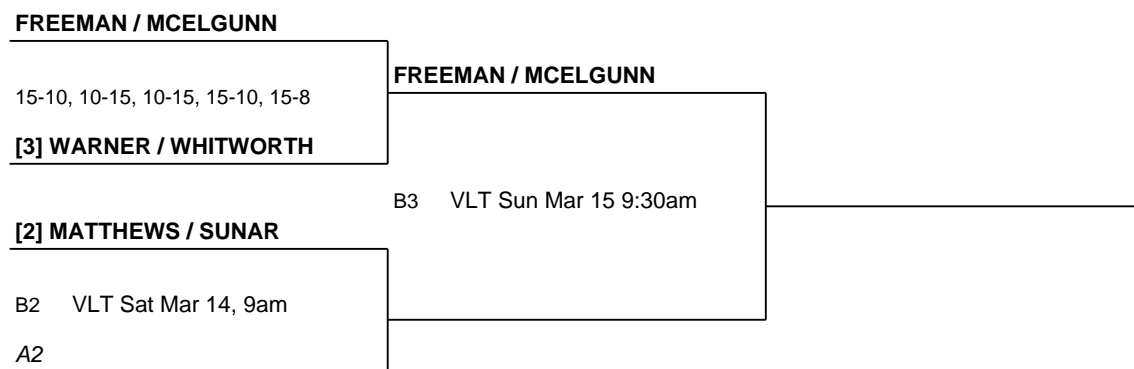 FREEMAN / MCELGUNN
FREEMAN / MCELGUNN
15-10, 10-15, 10-15, 15-10, 15-8
[3] WARNER / WHITWORTH
B3 VLT Sun Mar 15 9:30am
[2] MATTHEWS / SUNAR
B2 VLT Sat Mar 14, 9am
A2